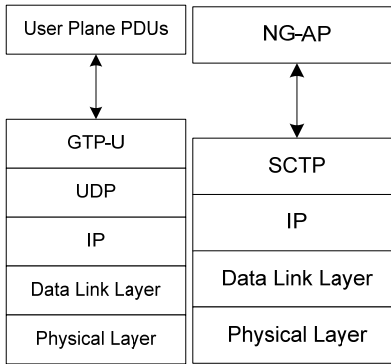 User Plane PDUs
GTP-U
UDP
IP
Data Link Layer
Physical Layer
NG-AP
SCTP
IP
Data Link Layer
Physical Layer